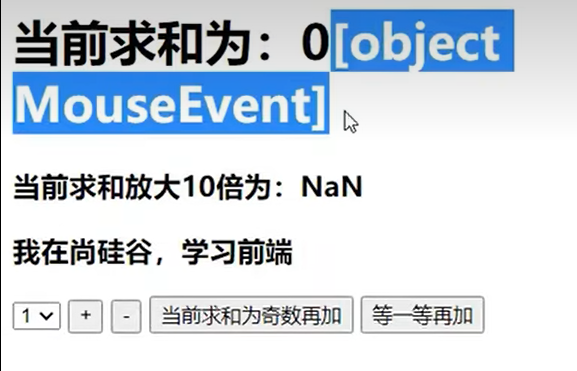 当前求和为：0[object
MouseEvent]
当前求和放大10倍为：NaN
我在尚硅谷，学习前端
1 + - 当前求和为奇数再加 等一等再加